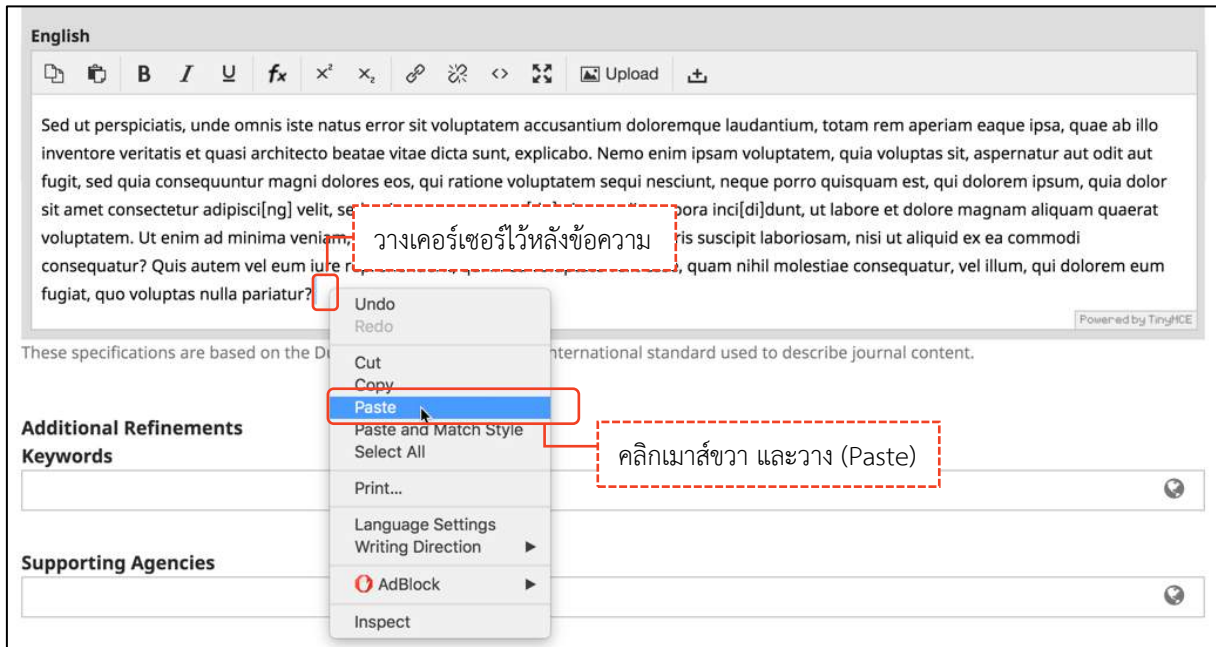 English
B I U fx x² x₂ <> Upload
Sed ut perspiciatis, unde omnis iste natus error sit voluptatem accusantium doloremque laudantium, totam rem aperiam eaque ipsa, quae ab illo
inventore veritatis et quasi architecto beatae vitae dicta sunt, explicabo. Nemo enim ipsam voluptatem, quia voluptas sit, aspernatur aut odit aut
fugit, sed quia consequuntur magni dolores eos, qui ratione voluptatem sequi nesciunt, neque porro quisquam est, qui dolorem ipsum, quia dolor
sit amet consectetur adipisci[ng] velit, inci[di]dunt, ut labore et dolore magnam aliquam quaerat
วางเคอร์เซอร์ไว้หลังข้อความ
voluptatem. Ut enim ad minima veniam, suscipit laboriosam, nisi ut aliquid ex ea commodi
consequatur? Quis autem vel eum iure quam nihil molestiae consequatur, vel illum, qui dolorem eum
fugiat, quo voluptas nulla pariatur?
Powered by TinyMCE
Undo
Redo
These specifications are based on the international standard used to describe journal content.
Cut
Copy
Paste
Paste and Match Style
Select All
Print...
Language Settings
Writing Direction
AdBlock
Inspect
คลิกเมาส์ขวา และวาง (Paste)
Additional Refinements
Keywords
Supporting Agencies